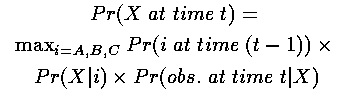 Pr(X at time t) =
max_{i=A,B,C} Pr(i at time (t − 1)) ×
Pr(X|i) × Pr(obs. at time t|X)